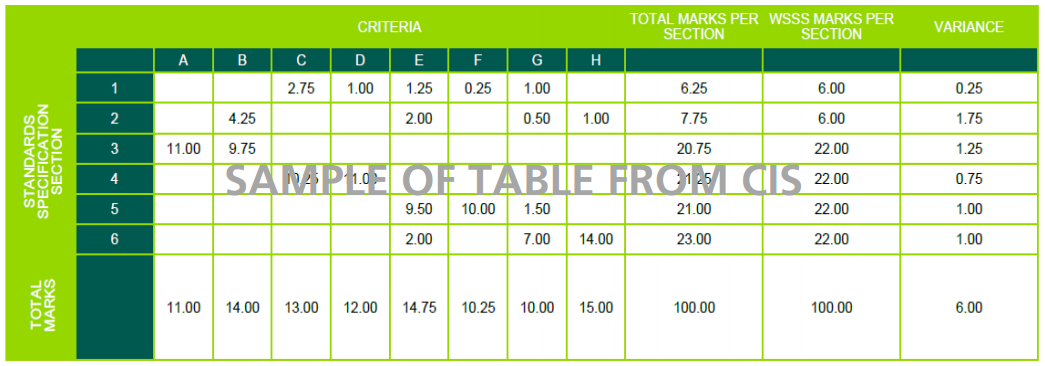 CRITERIA
TOTAL MARKS PER SECTION
WSSS MARKS PER SECTION
VARIANCE
A B C D E F G H
STANDARDS SPECIFICATION SECTION
1 2.75 1.00 1.25 0.25 1.00 6.25 6.00 0.25
2 4.25 2.00 0.50 1.00 7.75 6.00 1.75
3 11.00 9.75 20.75 22.00 1.25
4 10.25 11.00 21.25 22.00 0.75
SAMPLE OF TABLE FROM CIS
5 9.50 10.00 1.50 21.00 22.00 1.00
6 2.00 7.00 14.00 23.00 22.00 1.00
TOTAL MARKS
11.00 14.00 13.00 12.00 14.75 10.25 10.00 15.00 100.00 100.00 6.00